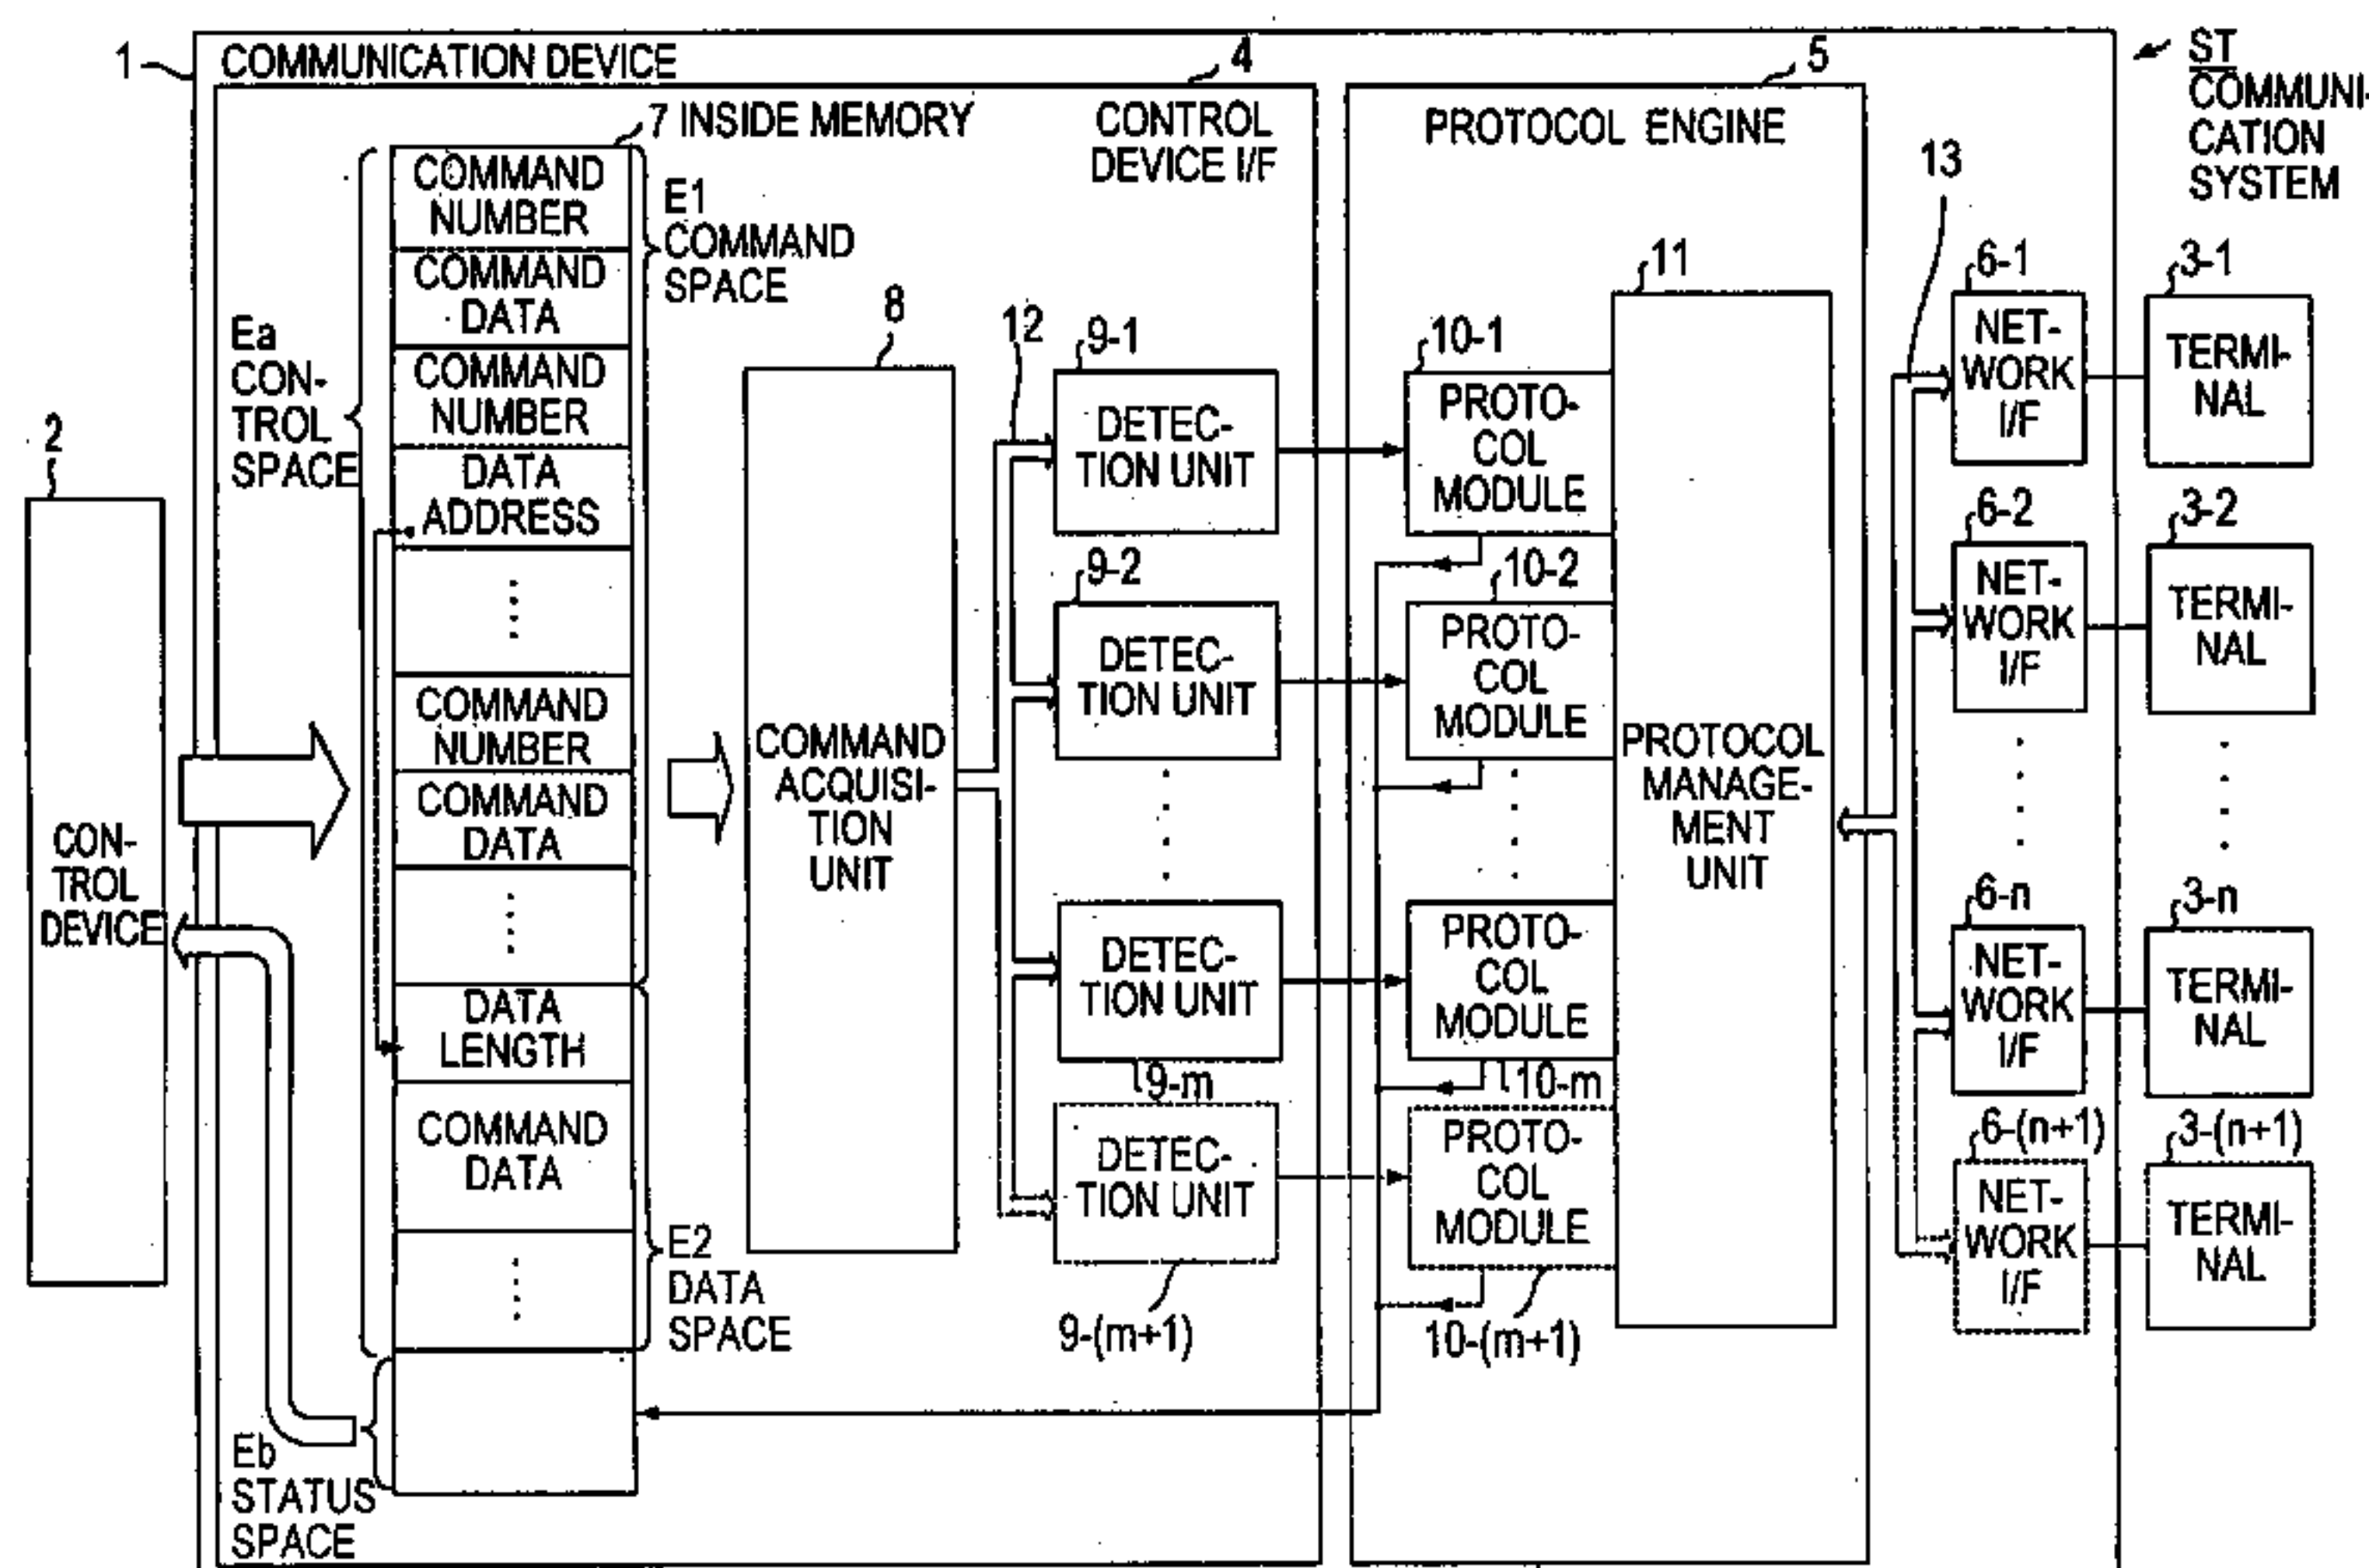 1
COMMUNICATION DEVICE
4
5
ST
COMMUNI-
CATION
SYSTEM
7 INSIDE MEMORY
CONTROL
DEVICE I/F
PROTOCOL ENGINE
13
COMMAND
NUMBER
COMMAND
DATA
COMMAND
NUMBER
DATA
ADDRESS
COMMAND
NUMBER
COMMAND
DATA
DATA
LENGTH
COMMAND
DATA
E1
COMMAND
SPACE
Ea
CON-
TROL
SPACE
2
CON-
TROL
DEVICE
E2
DATA
SPACE
Eb
STATUS
SPACE
8
COMMAND
ACQUISI-
TION
UNIT
12
9-1
DETEC-
TION UNIT
9-2
DETEC-
TION UNIT
DETEC-
TION UNIT
9-m
DETEC-
TION UNIT
9-(m+1)
10-1
PROTO-
COL
MODULE
10-2
PROTO-
COL
MODULE
PROTO-
COL
MODULE
10-m
PROTO-
COL
MODULE
10-(m+1)
11
PROTOCOL
MANAGE-
MENT
UNIT
6-1
NET-
WORK
I/F
6-2
NET-
WORK
I/F
6-n
NET-
WORK
I/F
6-(n+1)
NET-
WORK
I/F
3-1
TERMI-
NAL
3-2
TERMI-
NAL
3-n
TERMI-
NAL
3-(n+1)
TERMI-
NAL